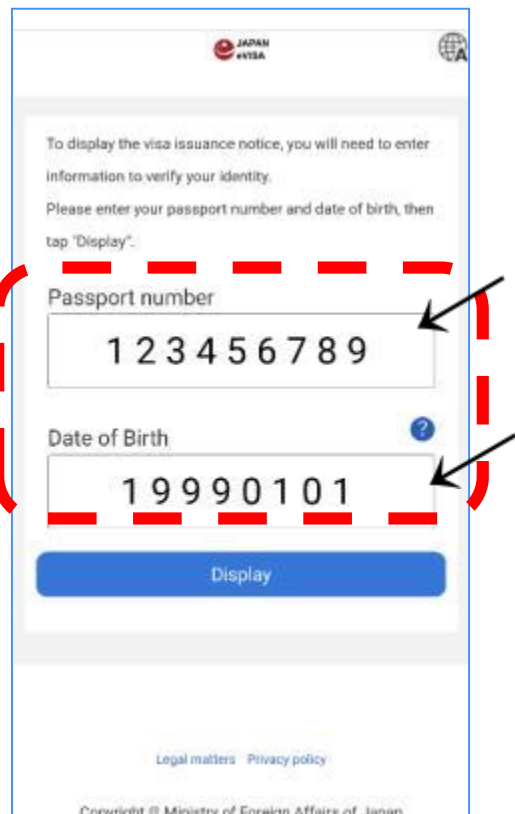 JAPAN
eVISA
A
To display the visa issuance notice, you will need to enter
information to verify your identity.
Please enter your passport number and date of birth, then
tap "Display".
Passport number
123456789
Date of Birth
?
19990101
Display
Legal matters Privacy policy
Copyright © Ministry of Foreign Affairs of Japan